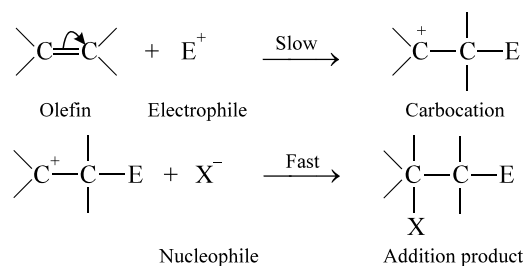 C=C + E+ Slow C+—C—E
Olefin Electrophile Carbocation
C+—C—E + X− Fast C—C—E
X
Nucleophile Addition product